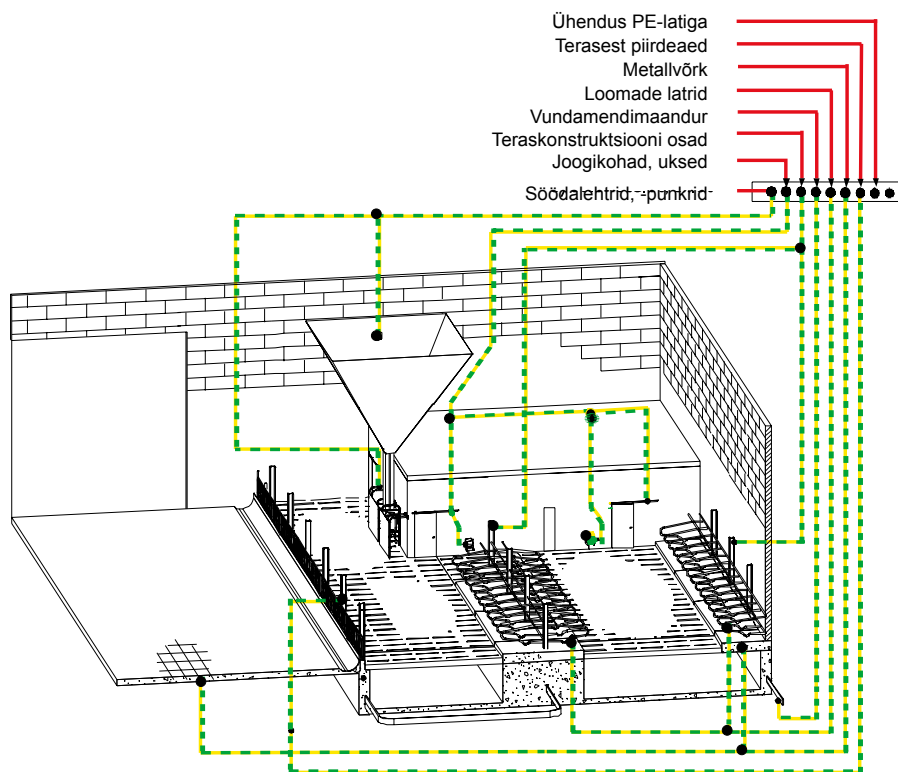 Ühendus PE-latiga
Terasest piirdeaed
Metallvõrk
Loomade latrid
Vundamendimaandur
Teraskonstruktsiooni osad
Joogikohad, uksed
Söödalehtrid, -punkrid